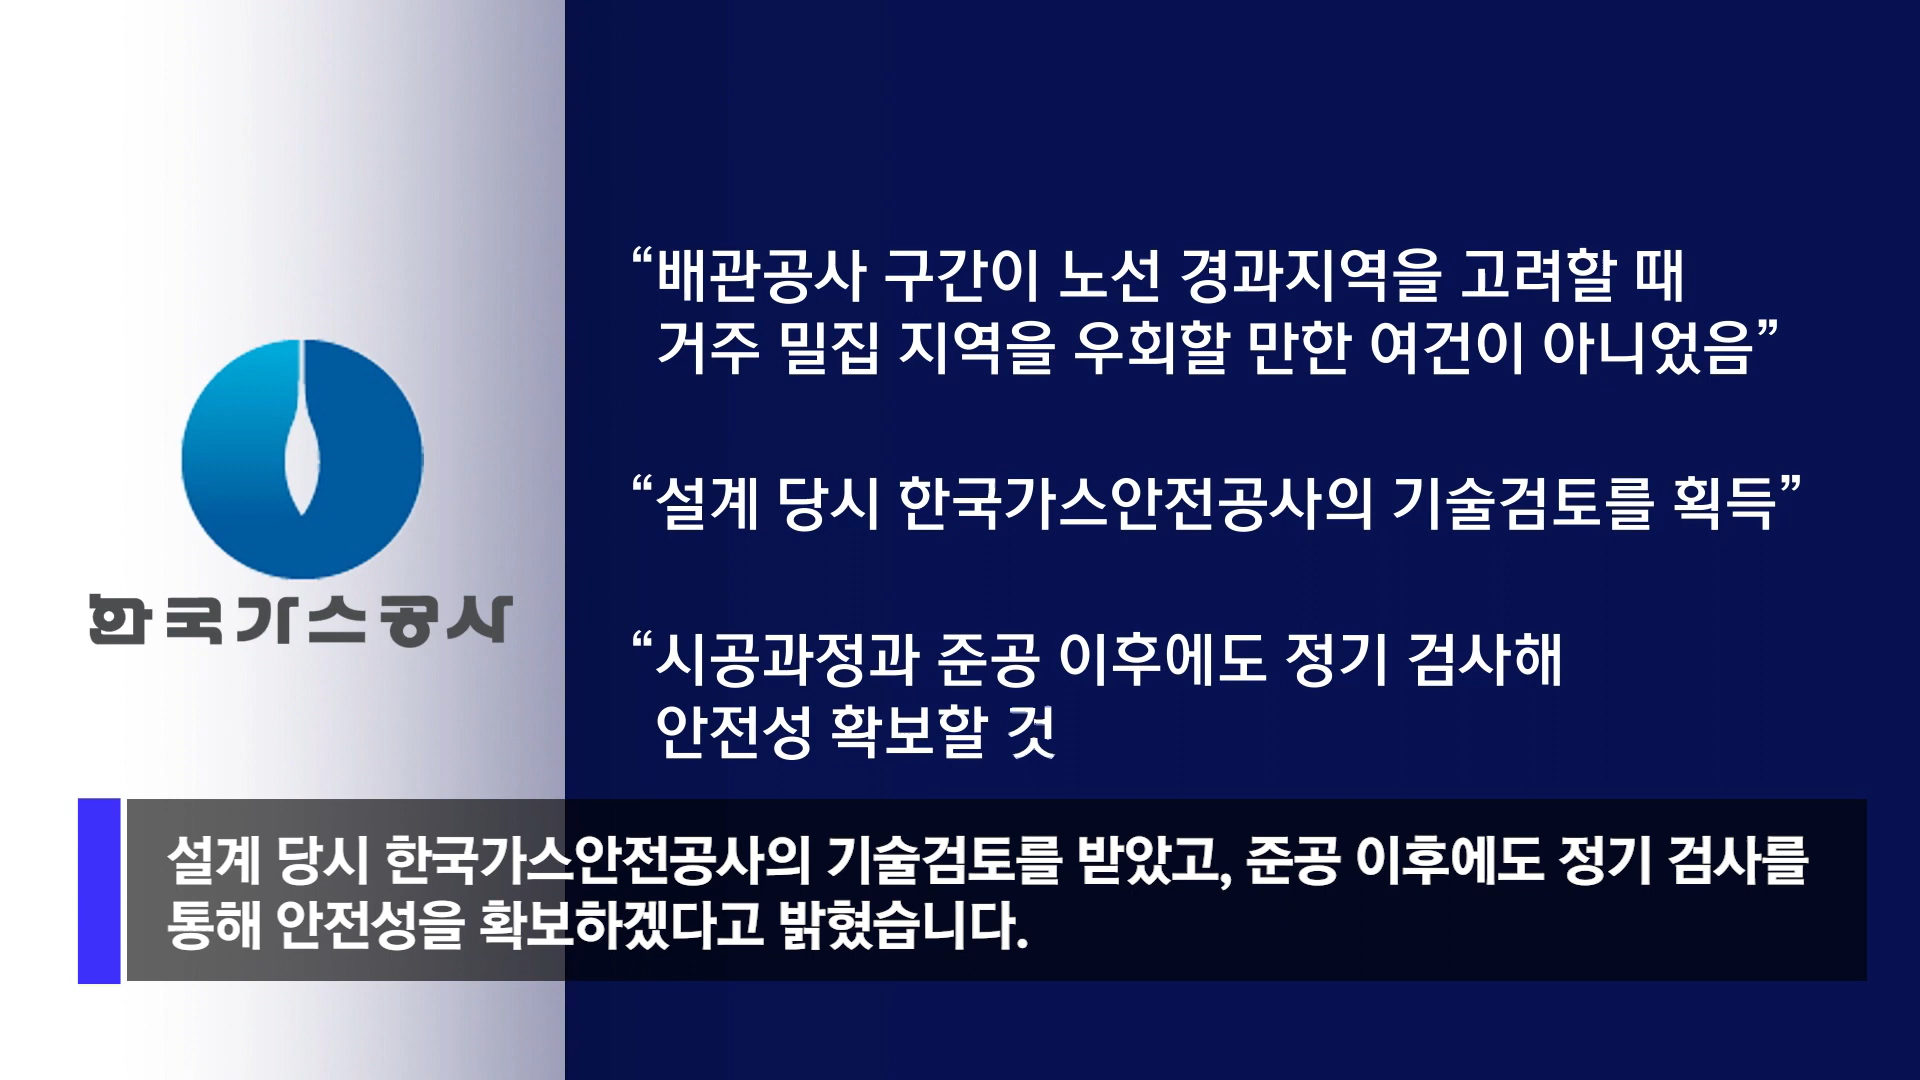 “배관공사 구간이 노선 경과지역을 고려할 때
거주 밀집 지역을 우회할 만한 여건이 아니었음”
“설계 당시 한국가스안전공사의 기술검토를 획득”
“시공과정과 준공 이후에도 정기 검사해
안전성 확보할 것
한국가스공사
설계 당시 한국가스안전공사의 기술검토를 받았고, 준공 이후에도 정기 검사를
통해 안전성을 확보하겠다고 밝혔습니다.